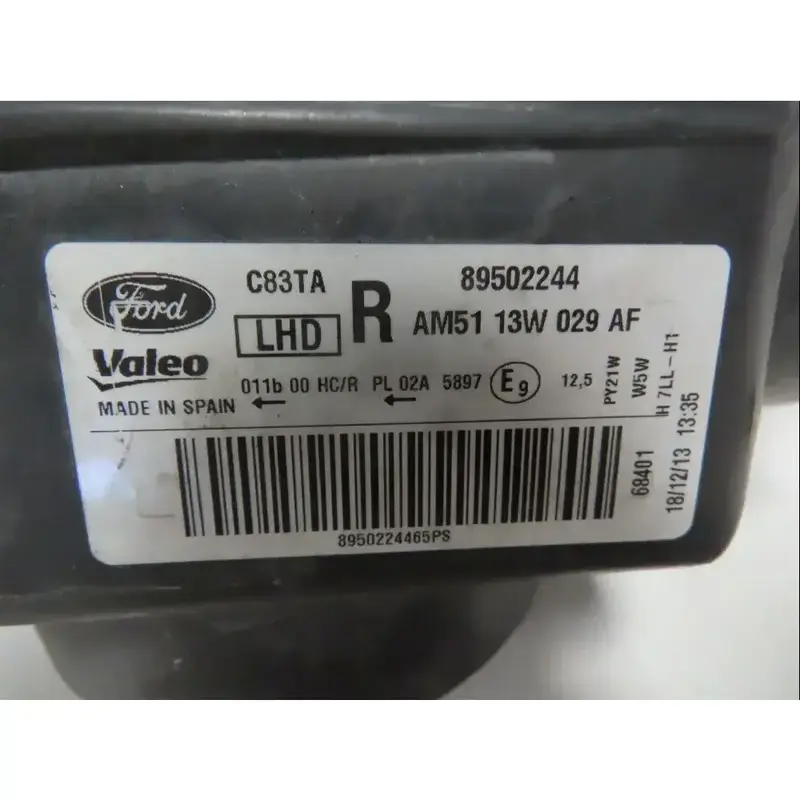 Ford
C83TA
LHD
R
89502244
AM51 13W 029 AF
Valeo
MADE IN SPAIN
011b 00 HC/R PL 02A 5897 E9 12,5
PY21W
W5W
H7LL-H1
68401
18/12/13 13:35
8950224465PS